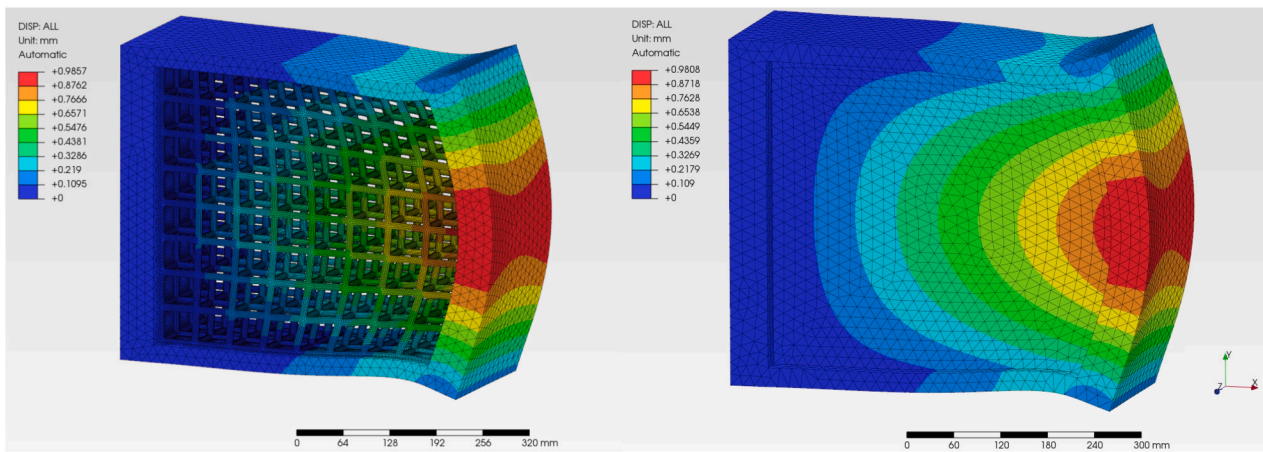 DISP: ALL
Unit: mm
Automatic
+0.9857
+0.8762
+0.7666
+0.6571
+0.5476
+0.4381
+0.3286
+0.219
+0.1095
+0
0 64 128 192 256 320 mm
DISP: ALL
Unit: mm
Automatic
+0.9808
+0.8718
+0.7628
+0.6538
+0.5449
+0.4359
+0.3269
+0.2179
+0.109
+0
Y
Z X
0 60 120 180 240 300 mm